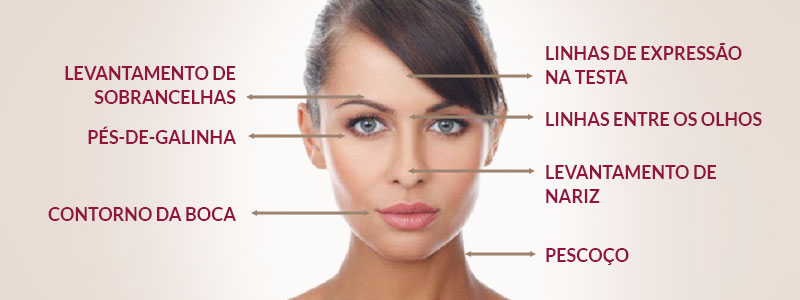 LEVANTAMENTO DE
SOBRANCELHAS
PÉS-DE-GALINHA
CONTORNO DA BOCA
LINHAS DE EXPRESSÃO
NA TESTA
LINHAS ENTRE OS OLHOS
LEVANTAMENTO DE
NARIZ
PESCOÇO